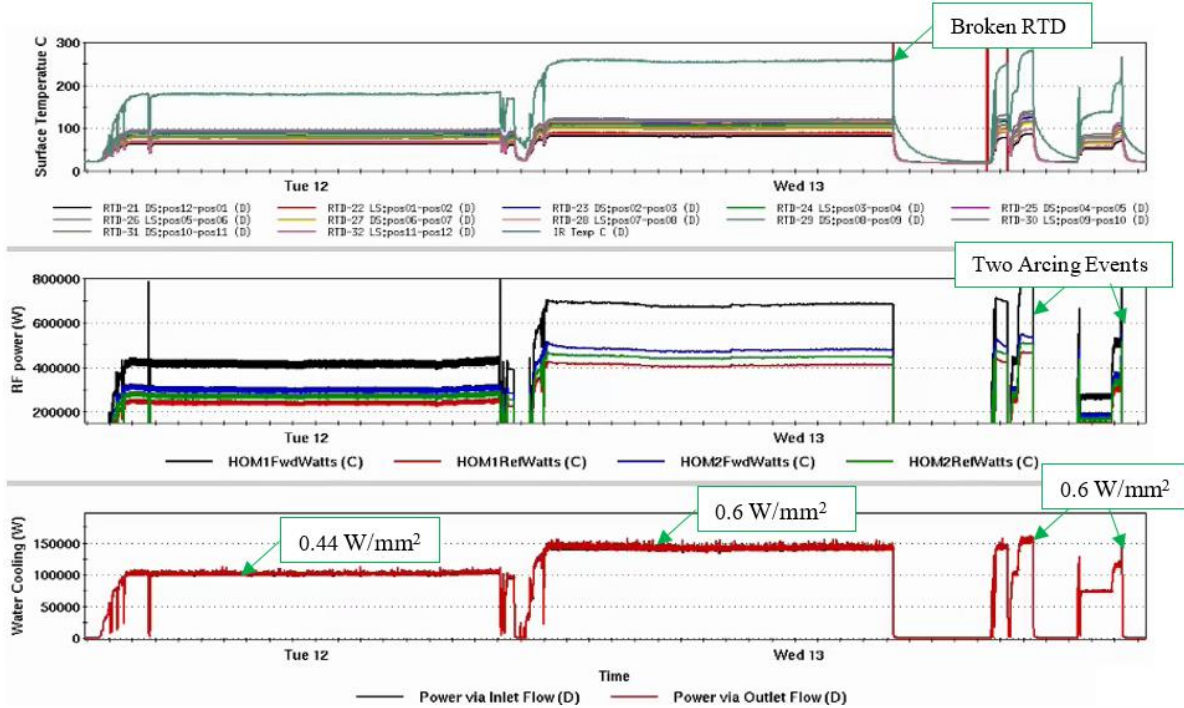 Broken RTD
Surface Temperatue C
300
200
100
0
Tue 12
Wed 13
RTD-21 DS;pos12-pos01 (D) RTD-22 LS;pos01-pos02 (D) RTD-23 DS;pos02-pos03 (D) RTD-24 LS;pos03-pos04 (D) RTD-25 DS;pos04-pos05 (D)
RTD-26 LS;pos05-pos06 (D) RTD-27 DS;pos06-pos07 (D) RTD-28 LS;pos07-pos08 (D) RTD-29 DS;pos08-pos09 (D) RTD-30 LS;pos09-pos10 (D)
RTD-31 DS;pos10-pos11 (D) RTD-32 LS;pos11-pos12 (D) IR Temp C (D)
Two Arcing Events
RF power (W)
800000
600000
400000
200000
Tue 12
Wed 13
HOM1FwdWatts (C) HOM1RefWatts (C) HOM2FwdWatts (C) HOM2RefWatts (C)
0.6 W/mm²
0.6 W/mm²
0.44 W/mm²
Water Cooling (W)
150000
100000
50000
0
Tue 12
Wed 13
Time
Power via Inlet Flow (D) Power via Outlet Flow (D)